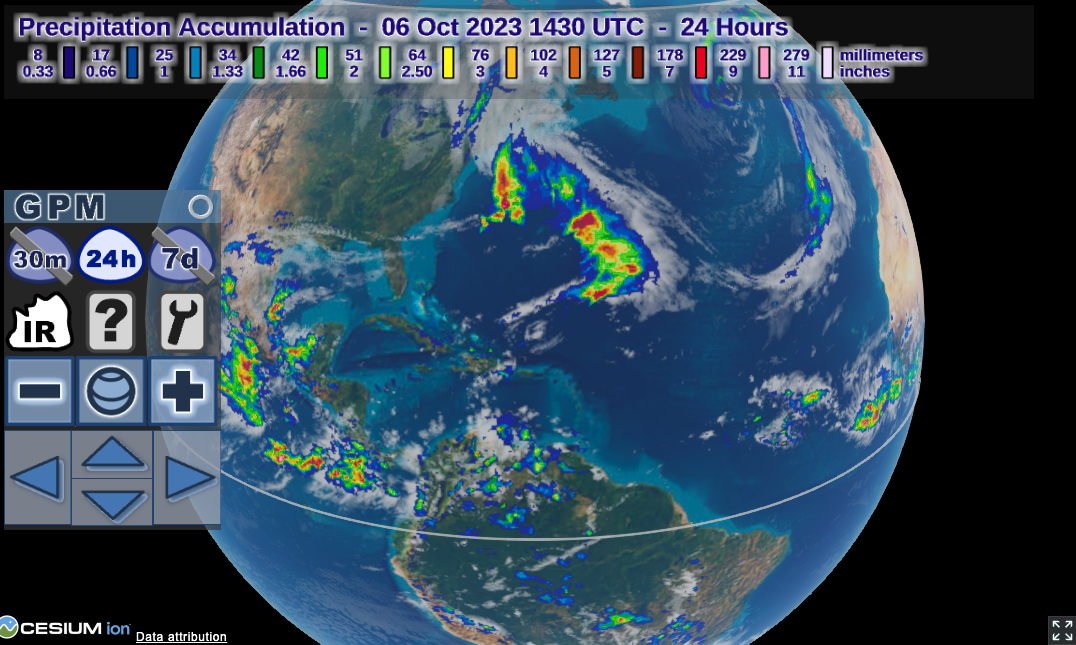 Precipitation Accumulation - 06 Oct 2023 1430 UTC - 24 Hours
8 17 25 34 42 51 64 76 102 127 178 229 279 millimeters
0.33 0.66 1 1.33 1.66 2 2.50 3 4 5 7 9 11 inches
GPM
30m 24h 7d
IR ?
CESIUM ion Data attribution